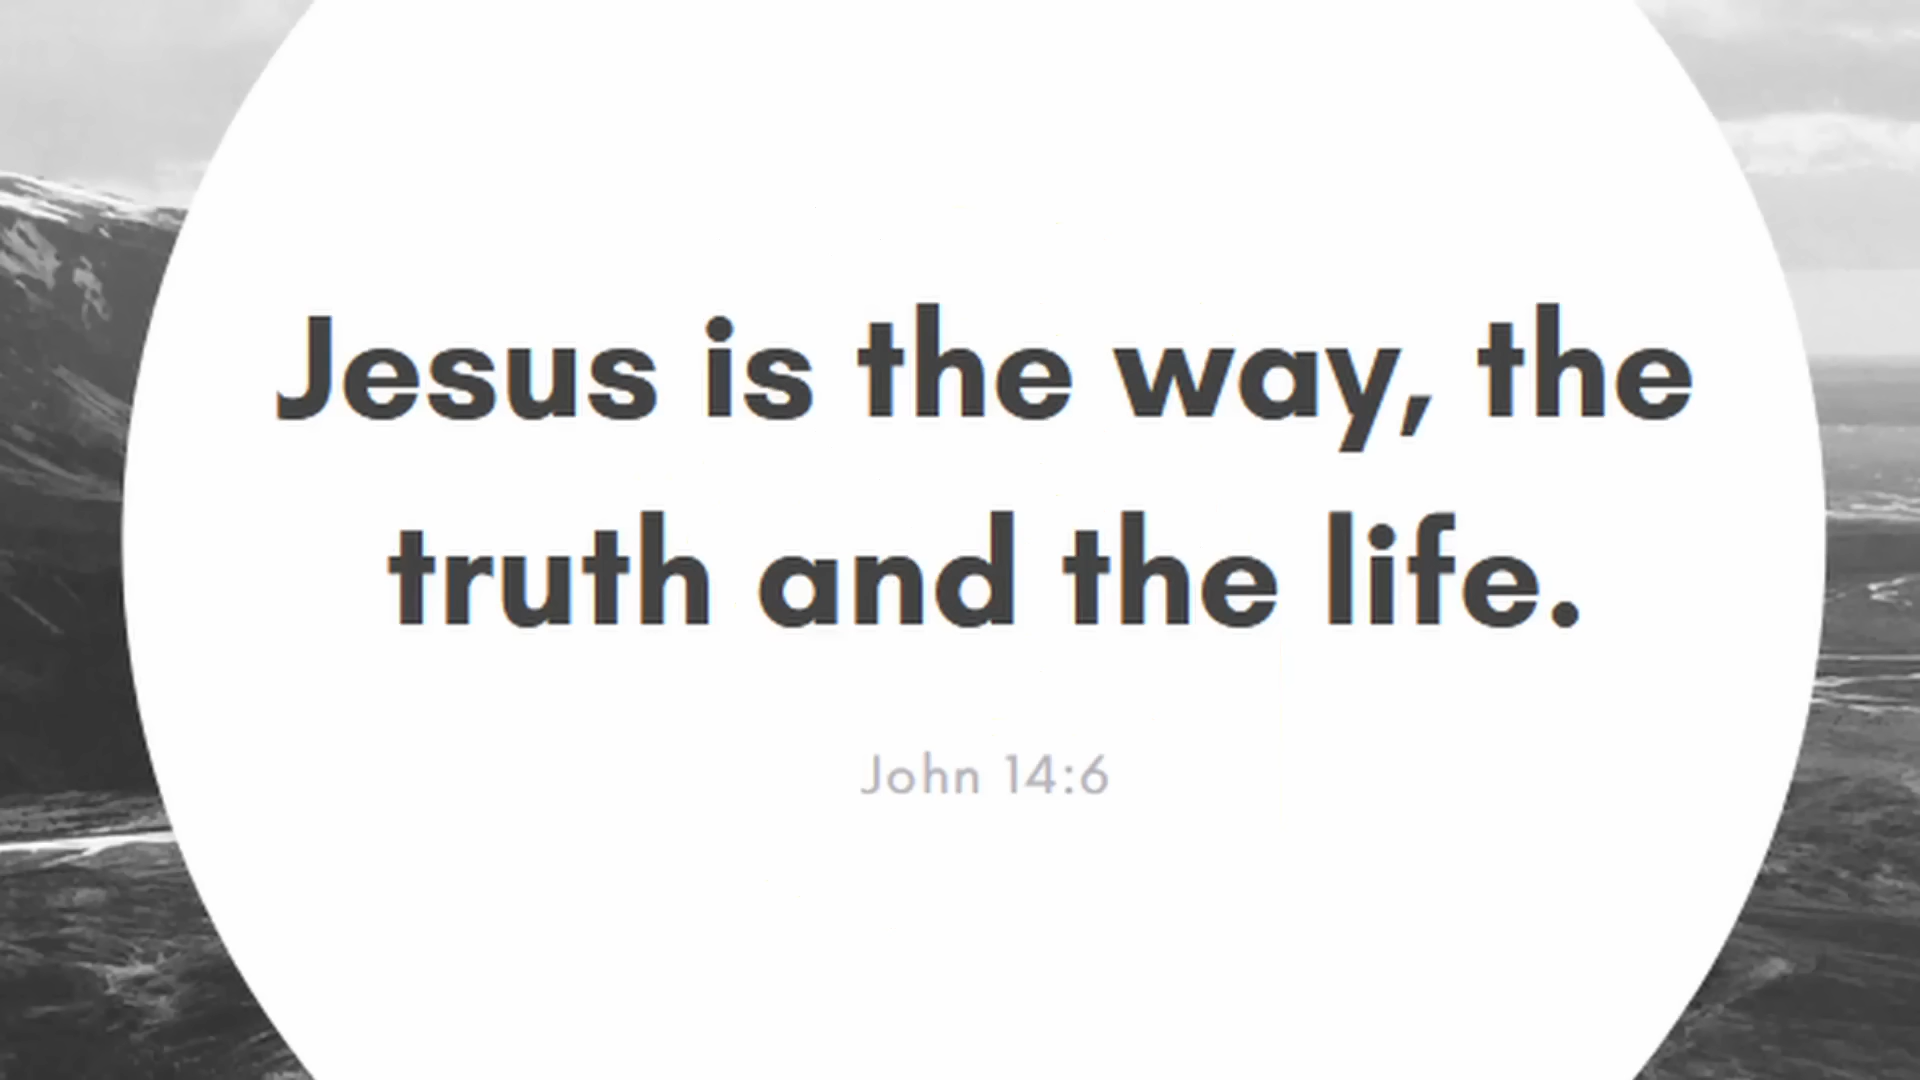 Jesus is the way, the
truth and the life.
John 14:6